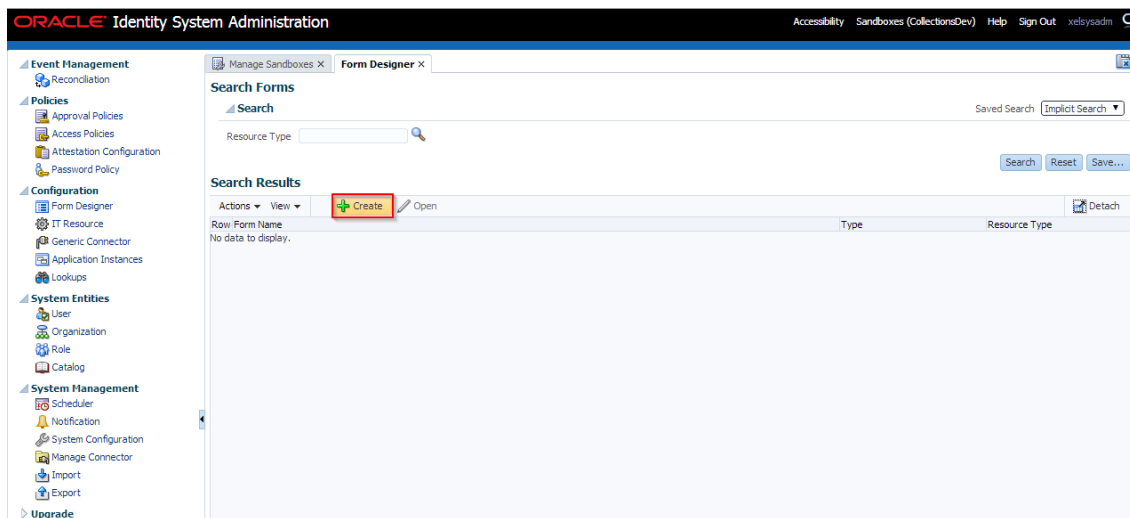 ORACLE Identity System Administration
Accessibility Sandboxes (CollectionsDev) Help Sign Out xelsysadm
Event Management
Reconciliation
Policies
Approval Policies
Access Policies
Attestation Configuration
Password Policy
Configuration
Form Designer
IT Resource
Generic Connector
Application Instances
Lookups
System Entities
User
Organization
Role
Catalog
System Management
Scheduler
Notification
System Configuration
Manage Connector
Import
Export
Upgrade
Manage Sandboxes Form Designer
Search Forms
Search
Saved Search Implicit Search
Resource Type
Search Reset Save...
Search Results
Actions View Create Open Detach
Row Form Name Type Resource Type
No data to display.